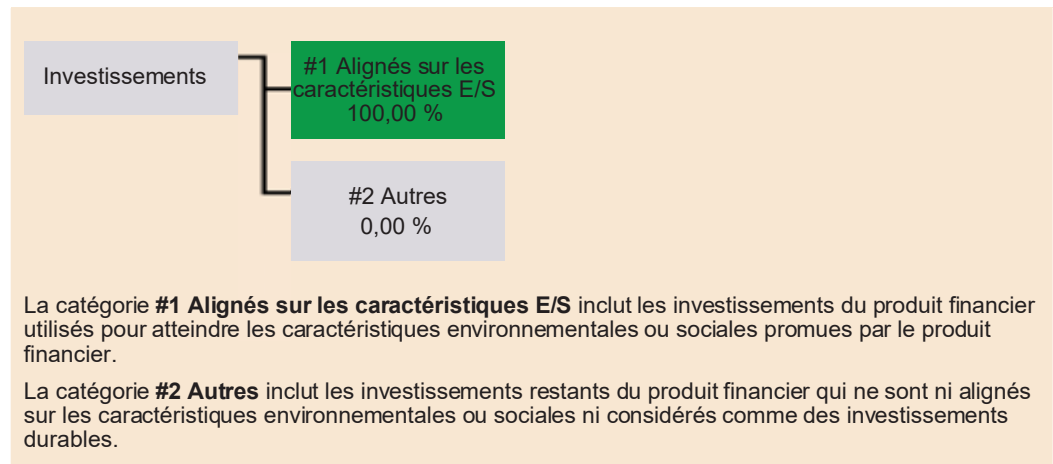 Investissements
#1 Alignés sur les
caractéristiques E/S
100,00 %
#2 Autres
0,00 %
La catégorie #1 Alignés sur les caractéristiques E/S inclut les investissements du produit financier
utilisés pour atteindre les caractéristiques environnementales ou sociales promues par le produit
financier.
La catégorie #2 Autres inclut les investissements restants du produit financier qui ne sont ni alignés
sur les caractéristiques environnementales ou sociales ni considérés comme des investissements
durables.